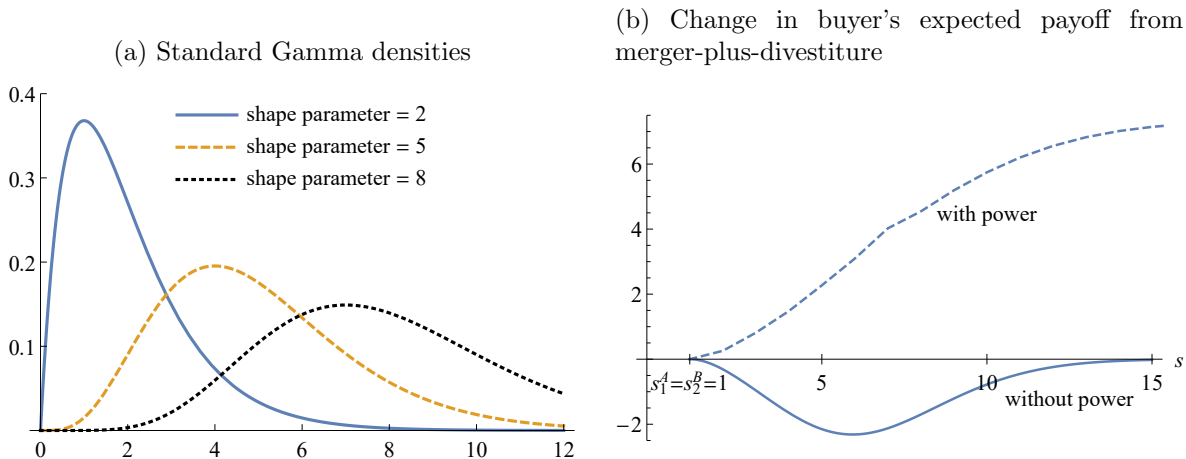 (a) Standard Gamma densities
0.4
0.3
0.2
0.1
0 2 4 6 8 10 12
shape parameter = 2
shape parameter = 5
shape parameter = 8
(b) Change in buyer's expected payoff from
merger-plus-divestiture
6
4
2
0
−2
with power
without power
s₁ᴬ=s₂ᴮ=1
5 10 15
s